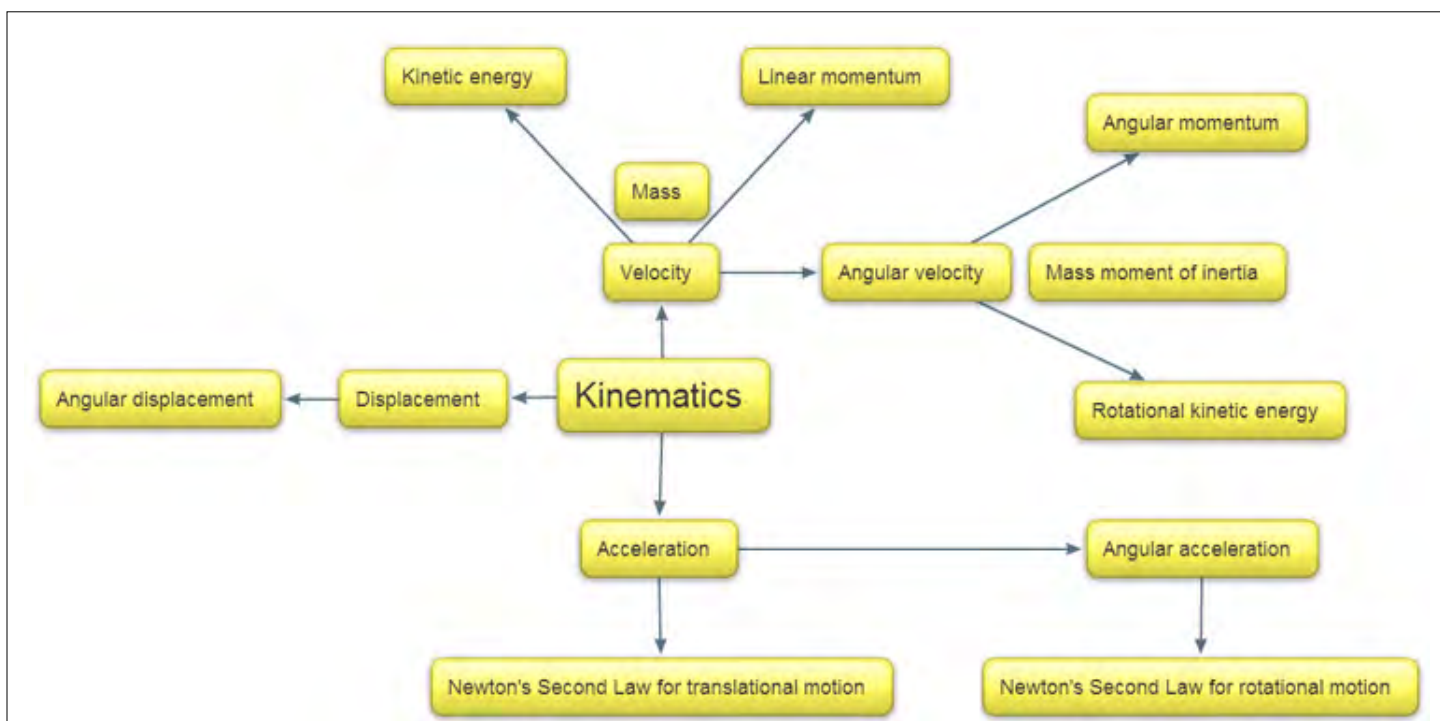 Kinetic energy
Linear momentum
Angular momentum
Mass
Velocity
Angular velocity
Mass moment of inertia
Angular displacement
Displacement
Kinematics
Rotational kinetic energy
Acceleration
Angular acceleration
Newton's Second Law for translational motion
Newton's Second Law for rotational motion